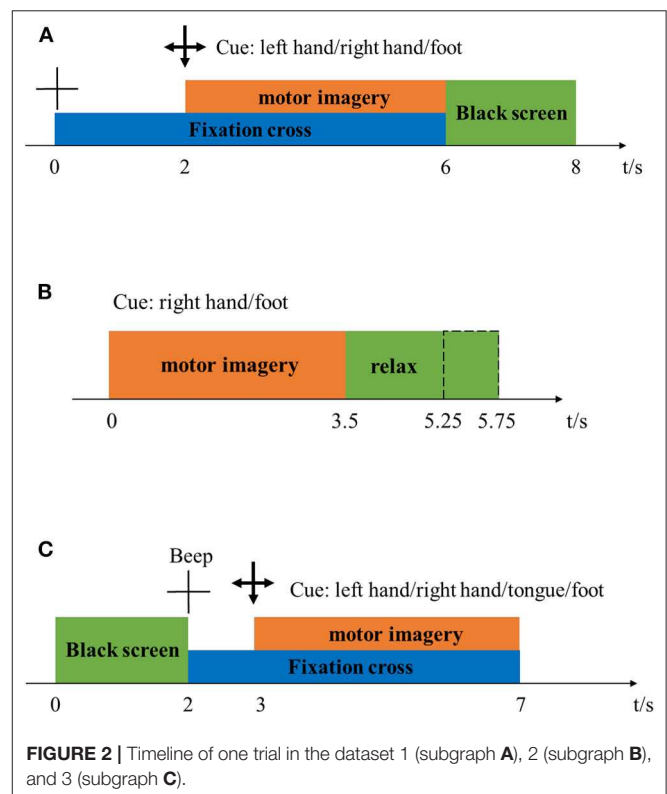 A
Cue: left hand/right hand/foot
motor imagery
Black screen
Fixation cross
0 2 6 8 t/s
B
Cue: right hand/foot
motor imagery relax
0 3.5 5.25 5.75 t/s
C
Beep
Cue: left hand/right hand/tongue/foot
Black screen motor imagery
Fixation cross
0 2 3 7 t/s
FIGURE 2 | Timeline of one trial in the dataset 1 (subgraph A), 2 (subgraph B),
and 3 (subgraph C).